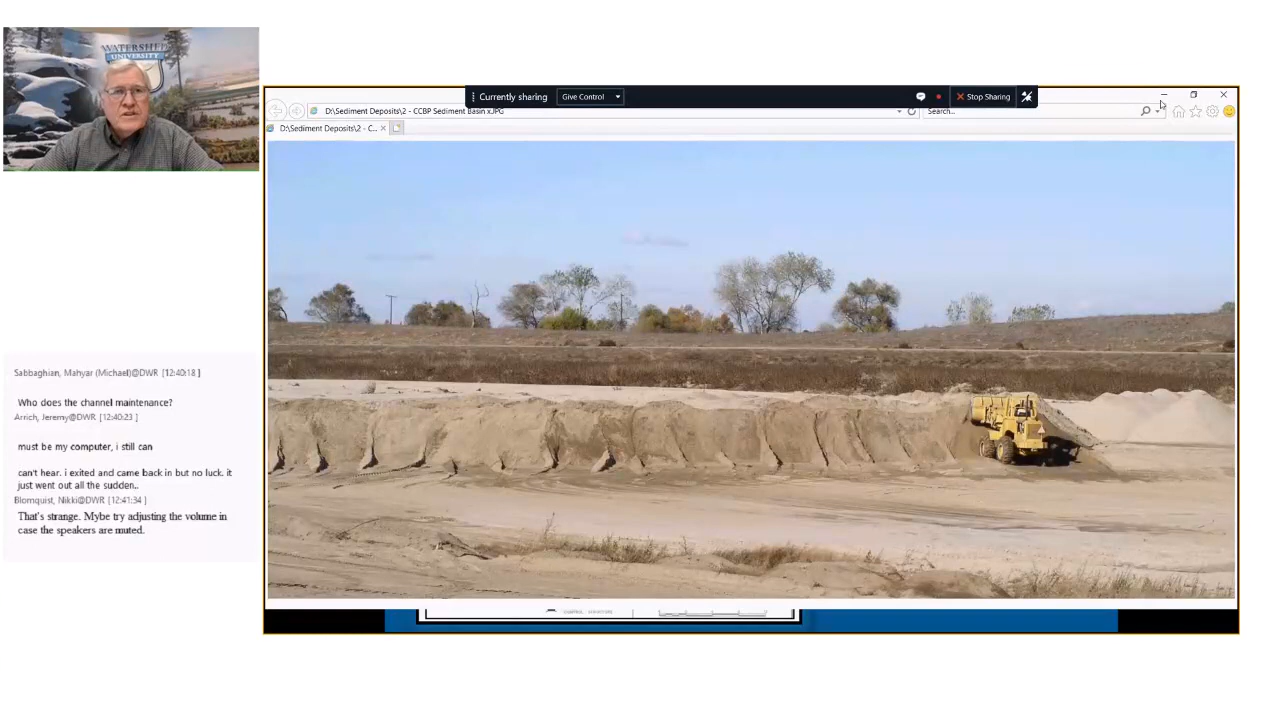 WATERSHED
UNIVERSITY
Currently sharing
Give Control
Stop Sharing
D:\Sediment Deposits\2 - CCBP Sediment Basin x.JPG
Search...
D:\Sediment Deposits\2 - C...
Sabbaghian, Mahyar (Michael)@DWR [12:40:18 ]
Who does the channel maintenance?
Arrich, Jeremy@DWR [12:40:23 ]
must be my computer, i still can
can't hear. i exited and came back in but no luck. it
just went out all the sudden..
Blomquist, Nikki@DWR [12:41:34 ]
That's strange. Mybe try adjusting the volume in
case the speakers are muted.
CONTROL STRUCTURE